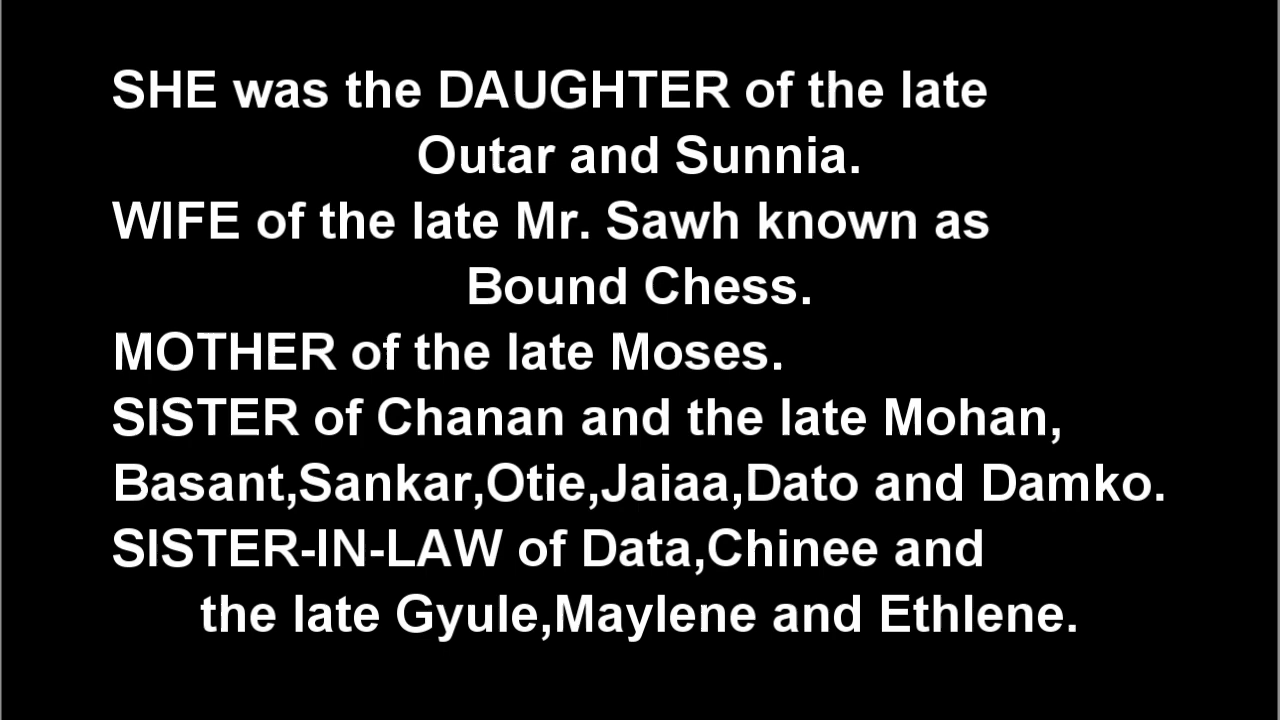 SHE was the DAUGHTER of the late
Outar and Sunnia.
WIFE of the late Mr. Sawh known as
Bound Chess.
MOTHER of the late Moses.
SISTER of Chanan and the late Mohan,
Basant,Sankar,Otie,Jaiaa,Dato and Damko.
SISTER-IN-LAW of Data,Chinee and
the late Gyule,Maylene and Ethlene.